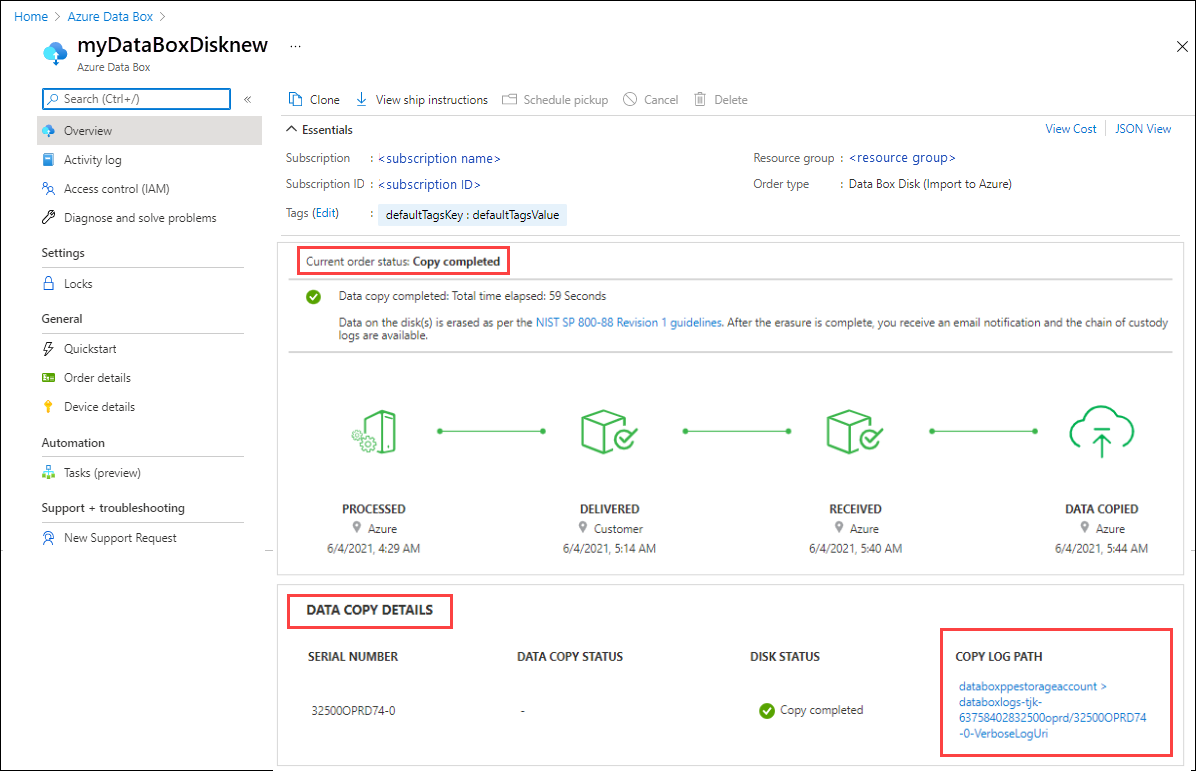 Home > Azure Data Box >
myDataBoxDisknew ...
Azure Data Box
Search (Ctrl+/) «
Overview
Activity log
Access control (IAM)
Diagnose and solve problems
Settings
Locks
General
Quickstart
Order details
Device details
Automation
Tasks (preview)
Support + troubleshooting
New Support Request
Clone View ship instructions Schedule pickup Cancel Delete
Essentials View Cost JSON View
Subscription : <subscription name> Resource group : <resource group>
Subscription ID : <subscription ID> Order type : Data Box Disk (Import to Azure)
Tags (Edit) : defaultTagsKey : defaultTagsValue
Current order status: Copy completed
Data copy completed: Total time elapsed: 59 Seconds
Data on the disk(s) is erased as per the NIST SP 800-88 Revision 1 guidelines. After the erasure is complete, you receive an email notification and the chain of custody
logs are available.
PROCESSED DELIVERED RECEIVED DATA COPIED
Azure Customer Azure Azure
6/4/2021, 4:29 AM 6/4/2021, 5:14 AM 6/4/2021, 5:40 AM 6/4/2021, 5:44 AM
DATA COPY DETAILS
SERIAL NUMBER DATA COPY STATUS DISK STATUS COPY LOG PATH
32500OPRD74-0 - Copy completed
databoxppestorageaccount >
databoxlogs-tjk-
63758402832500oprd/32500OPRD74
-0-VerboseLogUri